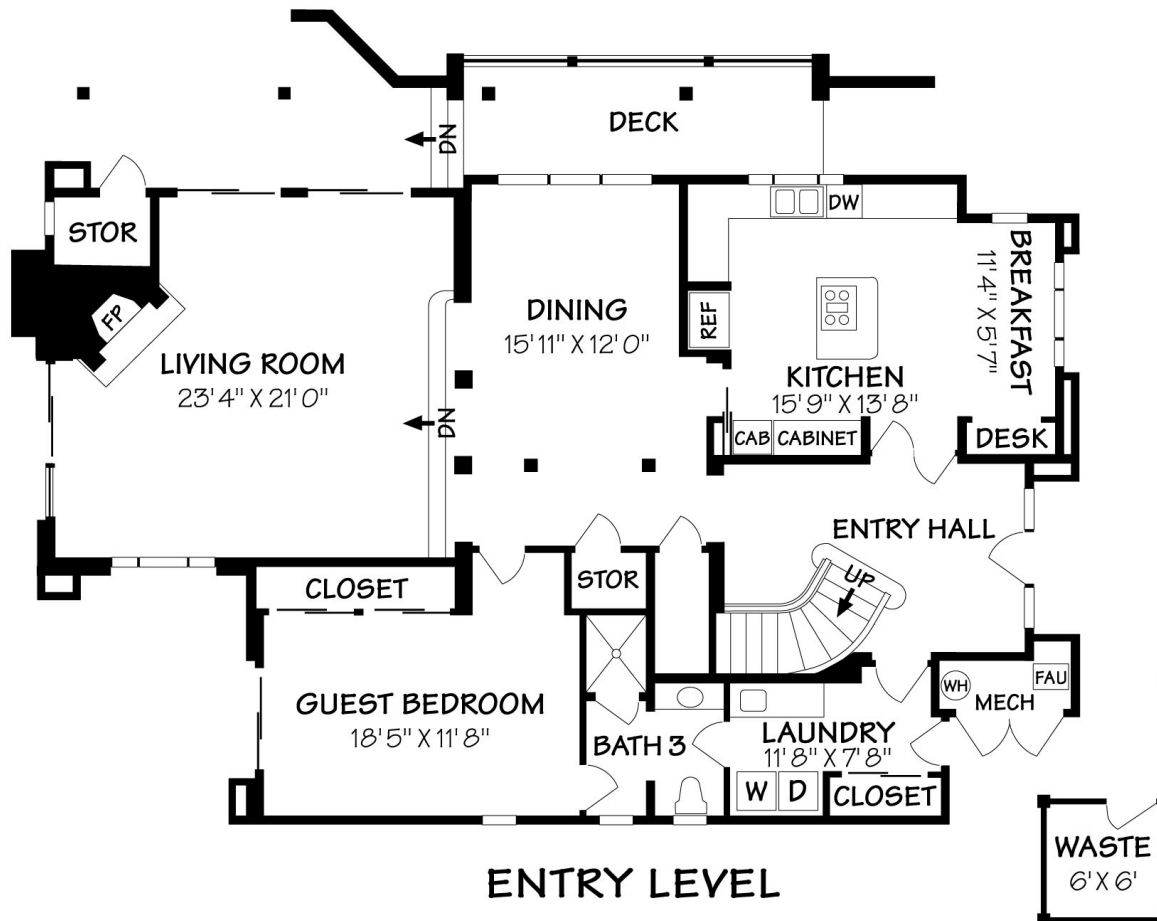 DECK
DN
STOR
DW
BREAKFAST
11'4" X 5'7"
FP
DINING
15'11" X 12'0"
REF
LIVING ROOM
23'4" X 21'0"
KITCHEN
15'9" X 13'8"
DN
CAB
CABINET
DESK
ENTRY HALL
CLOSET
STOR
UP
GUEST BEDROOM
18'5" X 11'8"
WH
FAU
MECH
BATH 3
LAUNDRY
11'8" X 7'8"
W
D
CLOSET
WASTE
6' X 6'
ENTRY LEVEL